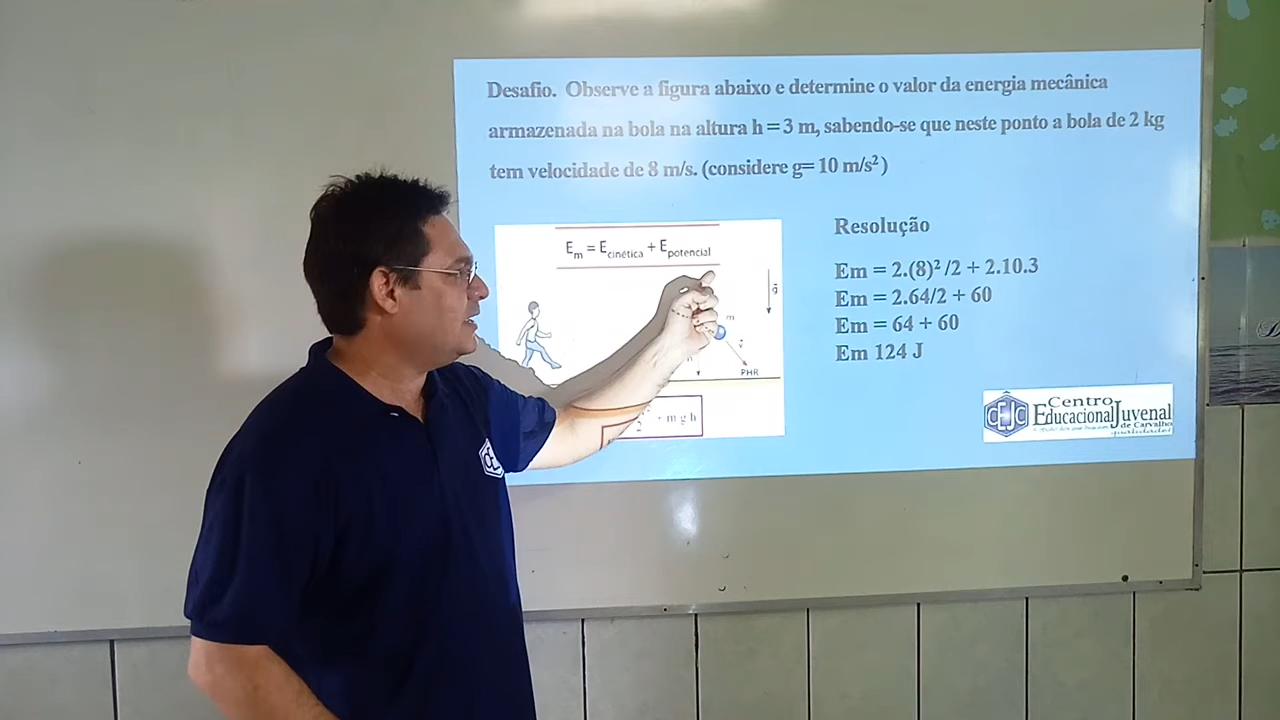 Desafio. Observe a figura abaixo e determine o valor da energia mecânica
armazenada na bola na altura h = 3 m, sabendo-se que neste ponto a bola de 2 kg
tem velocidade de 8 m/s. (considere g= 10 m/s²)
Em = Ecinética + Epotencial
g
m
v
h
PHR
2
+ m g h
Resolução
Em = 2.(8)² /2 + 2.10.3
Em = 2.64/2 + 60
Em = 64 + 60
Em 124 J
CEJC
Centro
Educacional Juvenal
de Carvalho
qualidade!